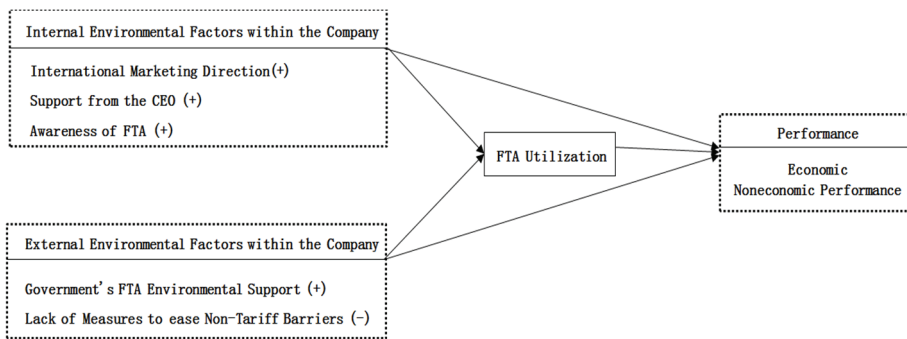 Internal Environmental Factors within the Company
International Marketing Direction(+)
Support from the CEO (+)
Awareness of FTA (+)
FTA Utilization
Performance
Economic
Noneconomic Performance
External Environmental Factors within the Company
Government's FTA Environmental Support (+)
Lack of Measures to ease Non-Tariff Barriers (-)